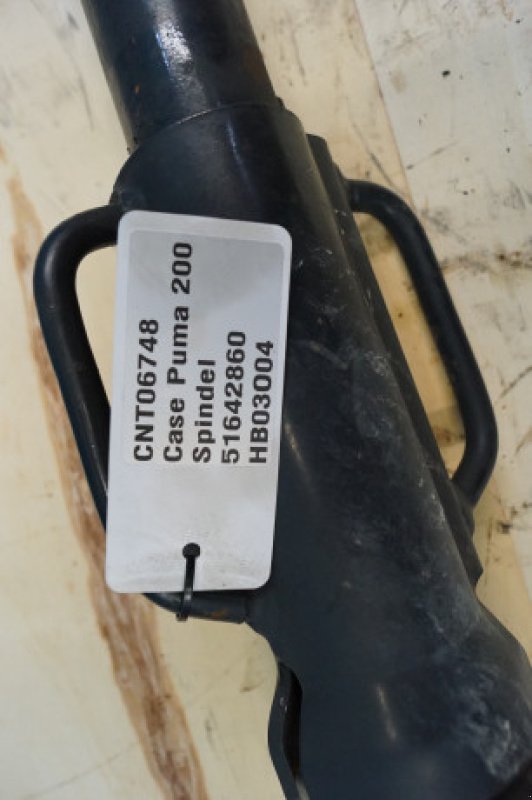 CNT06748
Case Puma 200
Spindel
51642860
HB03004